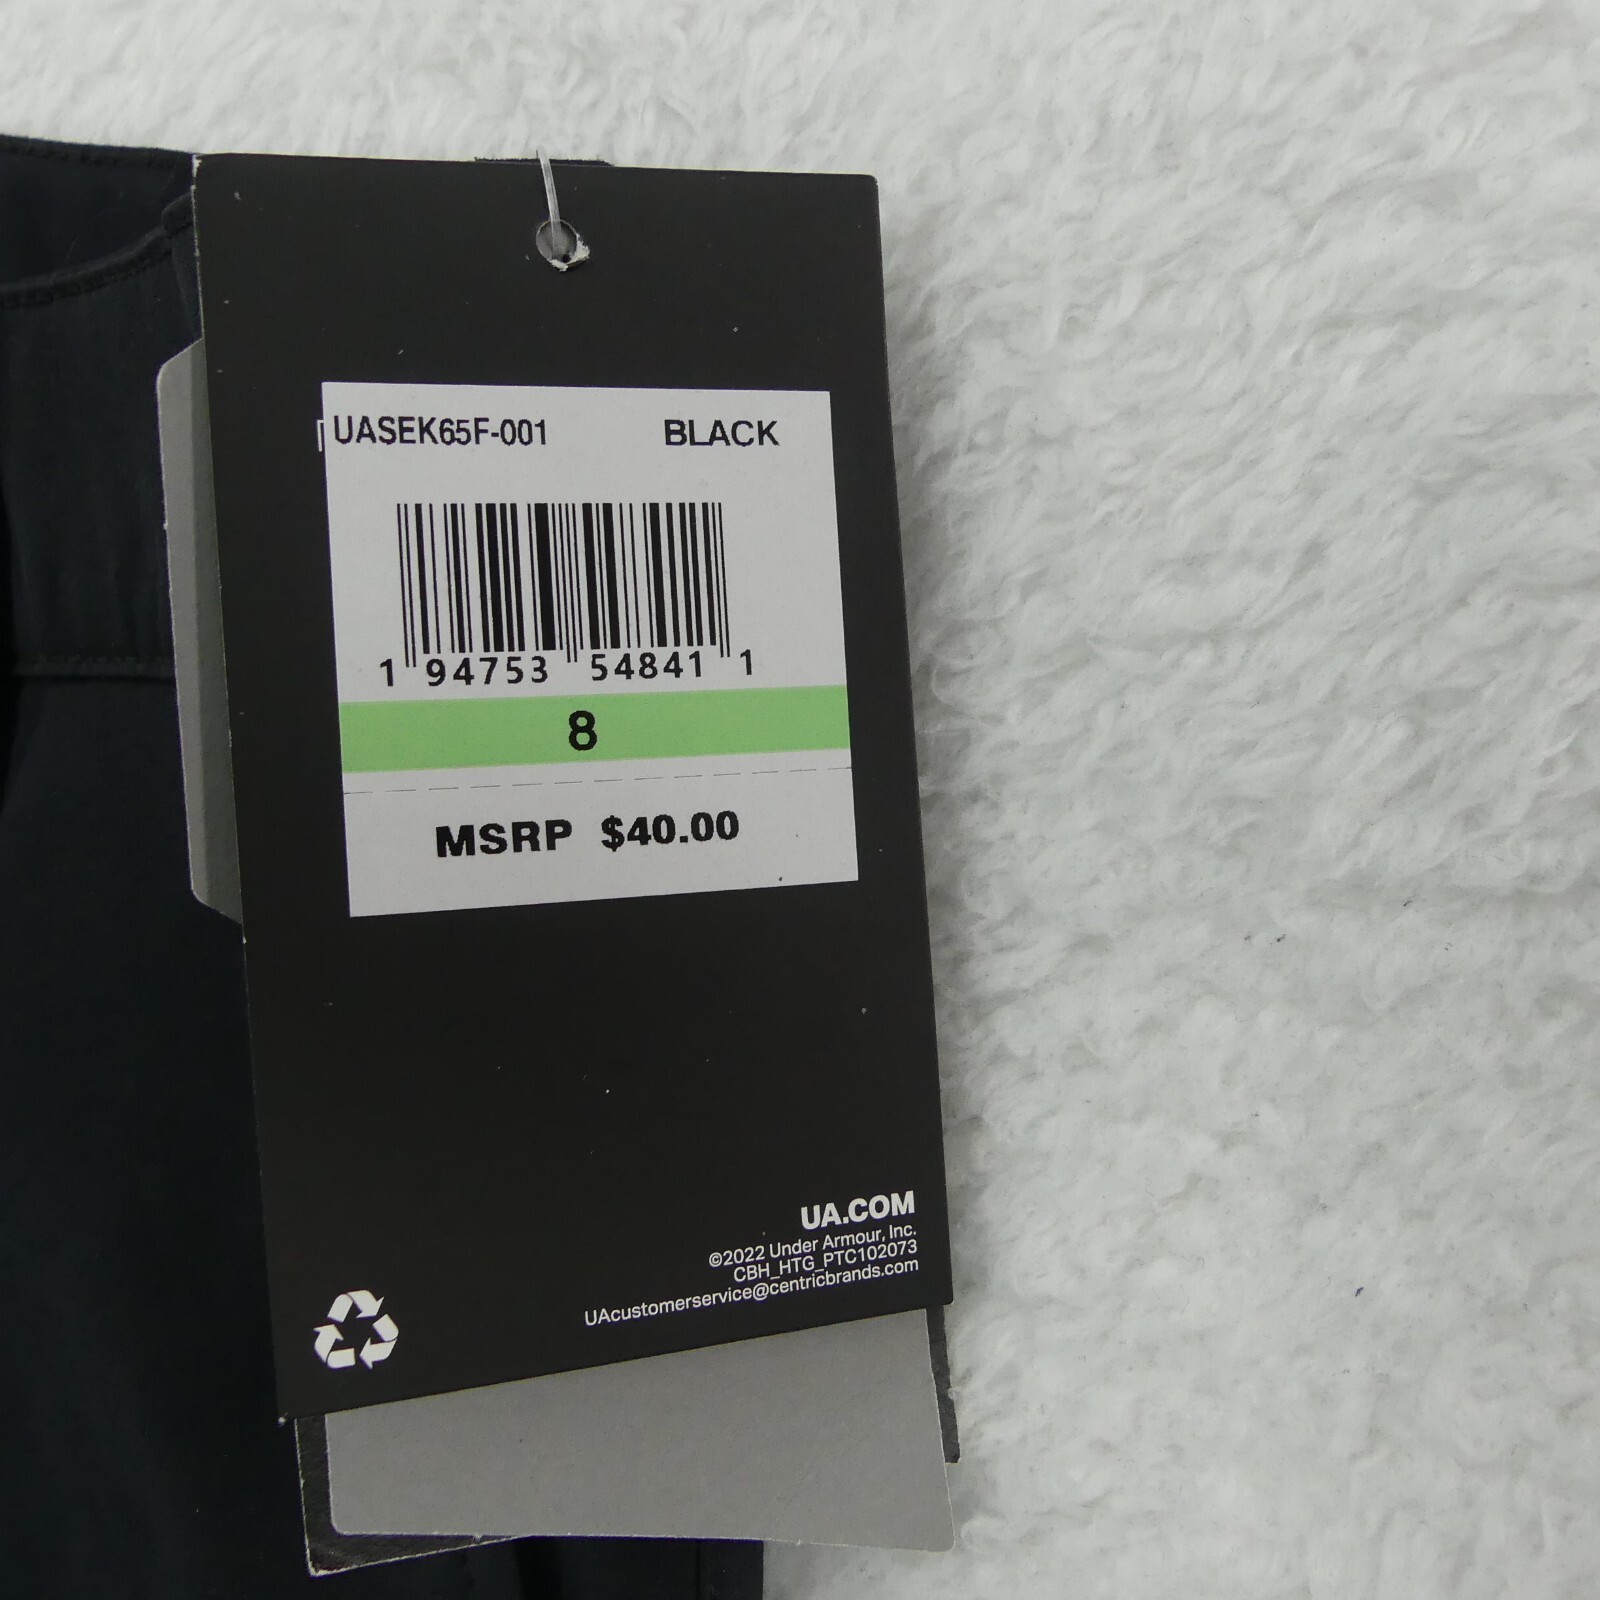 UASEK65F-001 BLACK
1 94753 54841 1
8
MSRP $40.00
UA.COM
©2022 Under Armour, Inc.
CBH_HTG_PTC102073
UAcustomerservice@centricbrands.com